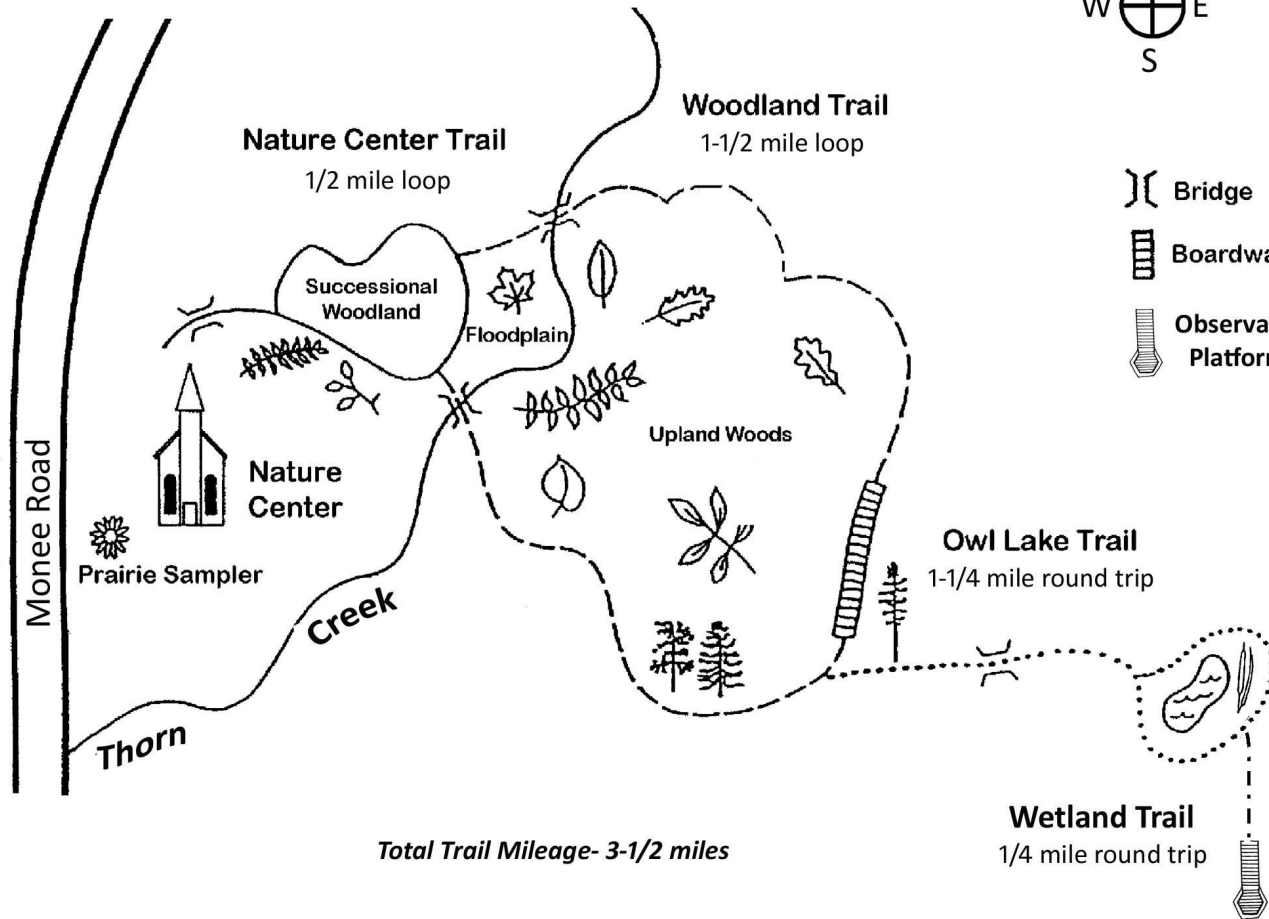 W E
S
Woodland Trail
1-1/2 mile loop
Nature Center Trail
1/2 mile loop
Bridge
Successional
Woodland
Floodplain
Upland Woods
Monee Road
Nature
Center
Prairie Sampler
Owl Lake Trail
1-1/4 mile round trip
Thorn Creek
Wetland Trail
1/4 mile round trip
Total Trail Mileage- 3-1/2 miles